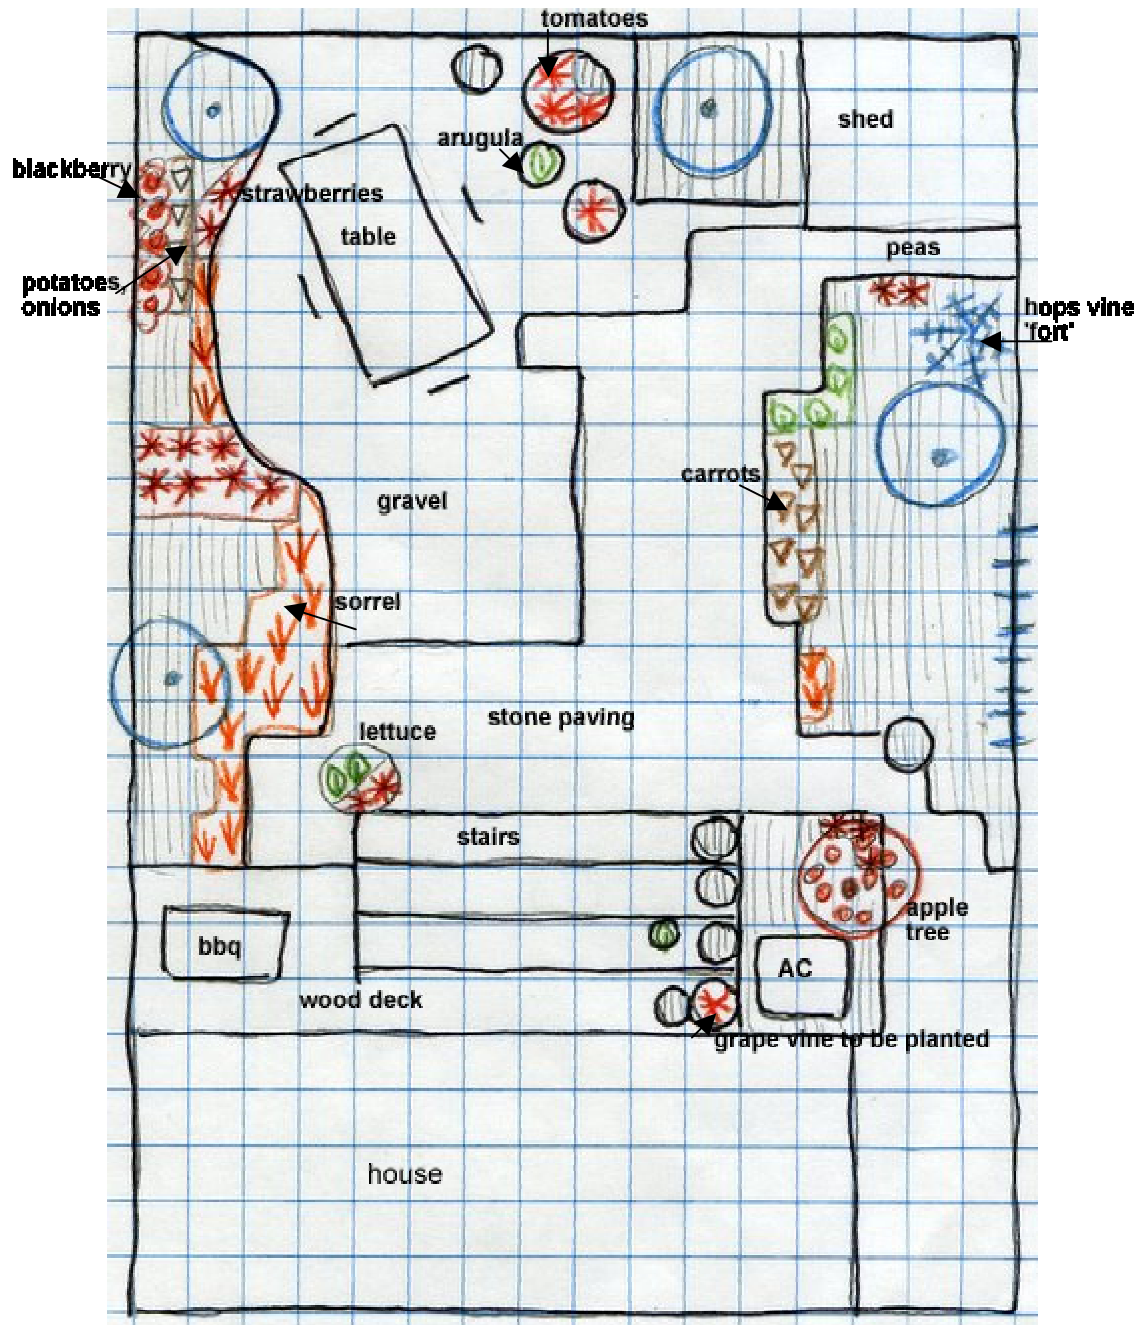 tomatoes
shed
arugula
blackberry
strawberries
table
peas
potatoes,
onions
hops vine
'fort'
carrots
gravel
sorrel
stone paving
lettuce
stairs
apple
tree
bbq
AC
wood deck
grape vine to be planted
house